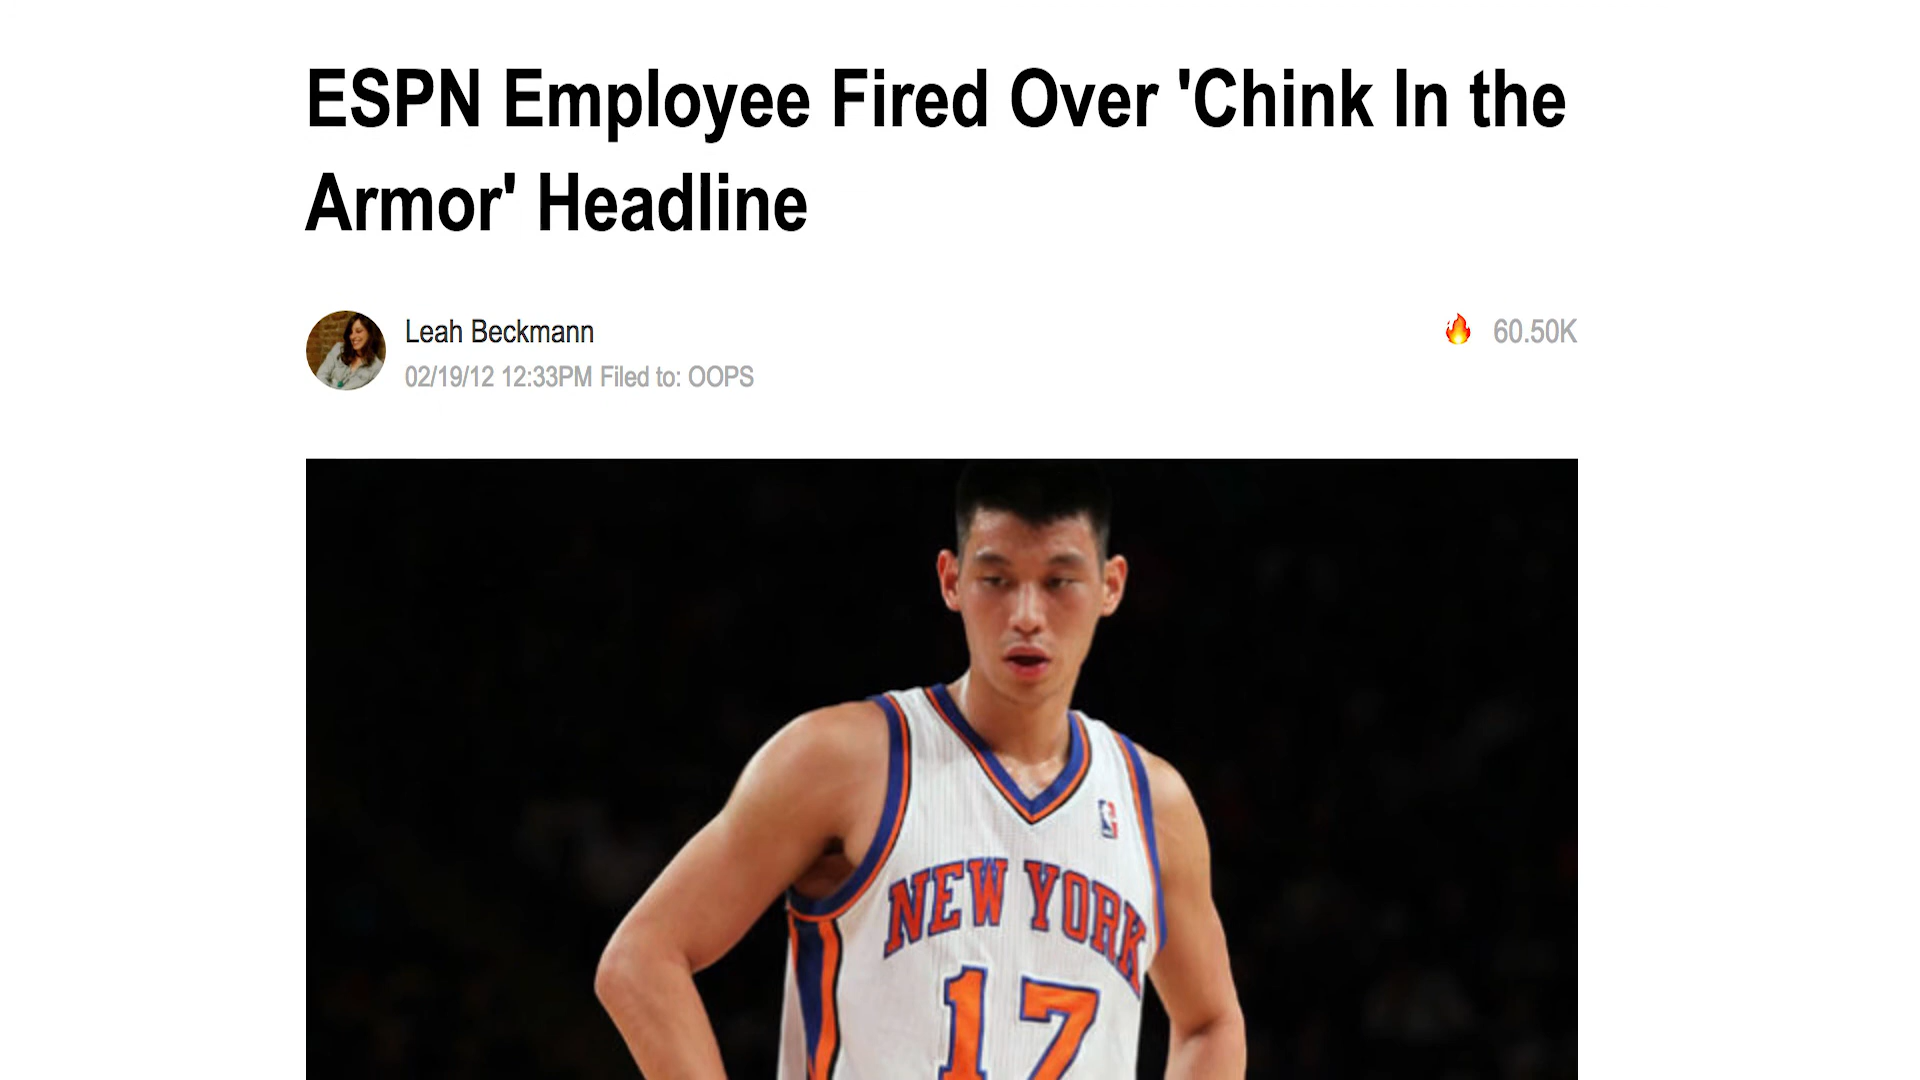 ESPN Employee Fired Over 'Chink In the
Armor' Headline
Leah Beckmann
60.50K
02/19/12 12:33PM Filed to: OOPS
NEW YORK
17